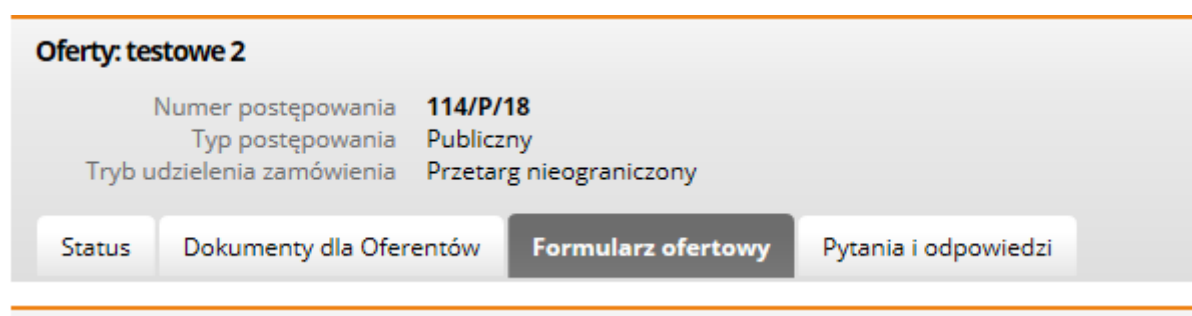 Oferty: testowe 2
Numer postępowania 114/P/18
Typ postępowania Publiczny
Tryb udzielenia zamówienia Przetarg nieograniczony
Status Dokumenty dla Oferentów Formularz ofertowy Pytania i odpowiedzi